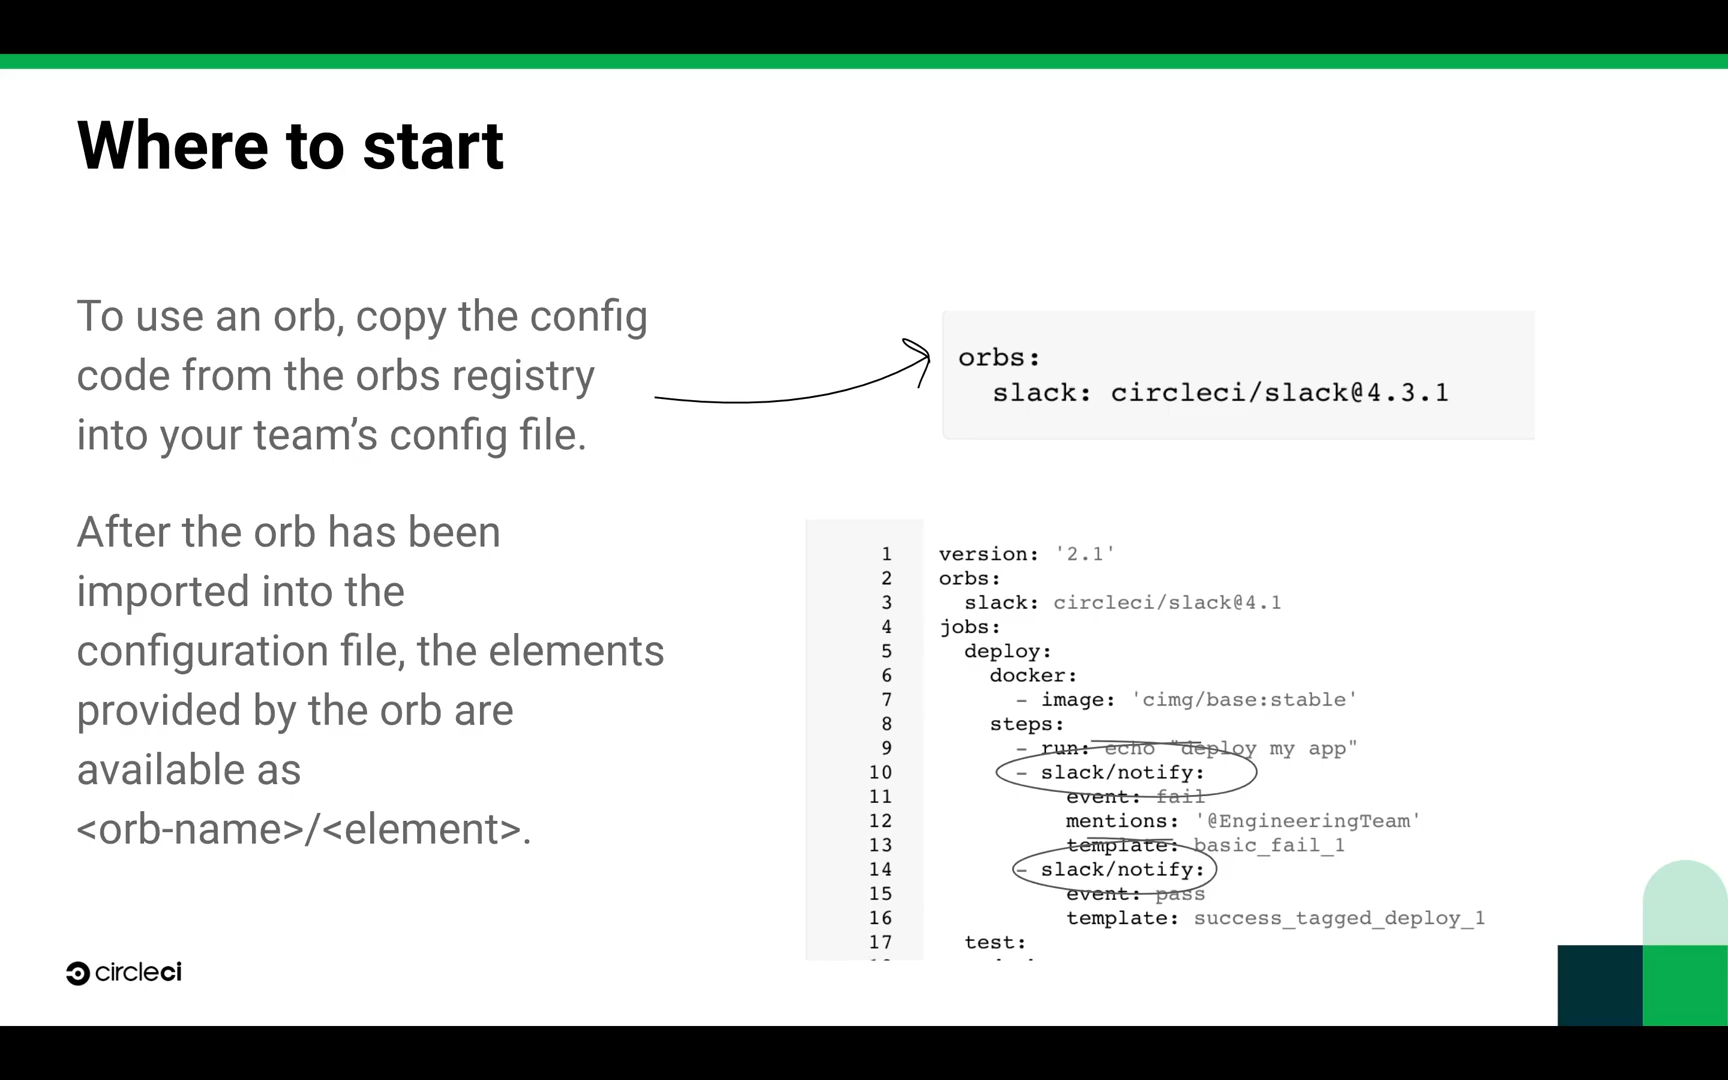 Where to start
To use an orb, copy the config
code from the orbs registry
into your team’s config file.
After the orb has been
imported into the
configuration file, the elements
provided by the orb are
available as
<orb-name>/<element>.
orbs:
  slack: circleci/slack@4.3.1
1 version: '2.1'
2 orbs:
3   slack: circleci/slack@4.1
4 jobs:
5   deploy:
6     docker:
7       - image: 'cimg/base:stable'
8     steps:
9       - run: echo "deploy my app"
10       - slack/notify:
11           event: fail
12           mentions: '@EngineeringTeam'
13           template: basic_fail_1
14       - slack/notify:
15           event: pass
16           template: success_tagged_deploy_1
17   test:
circleci